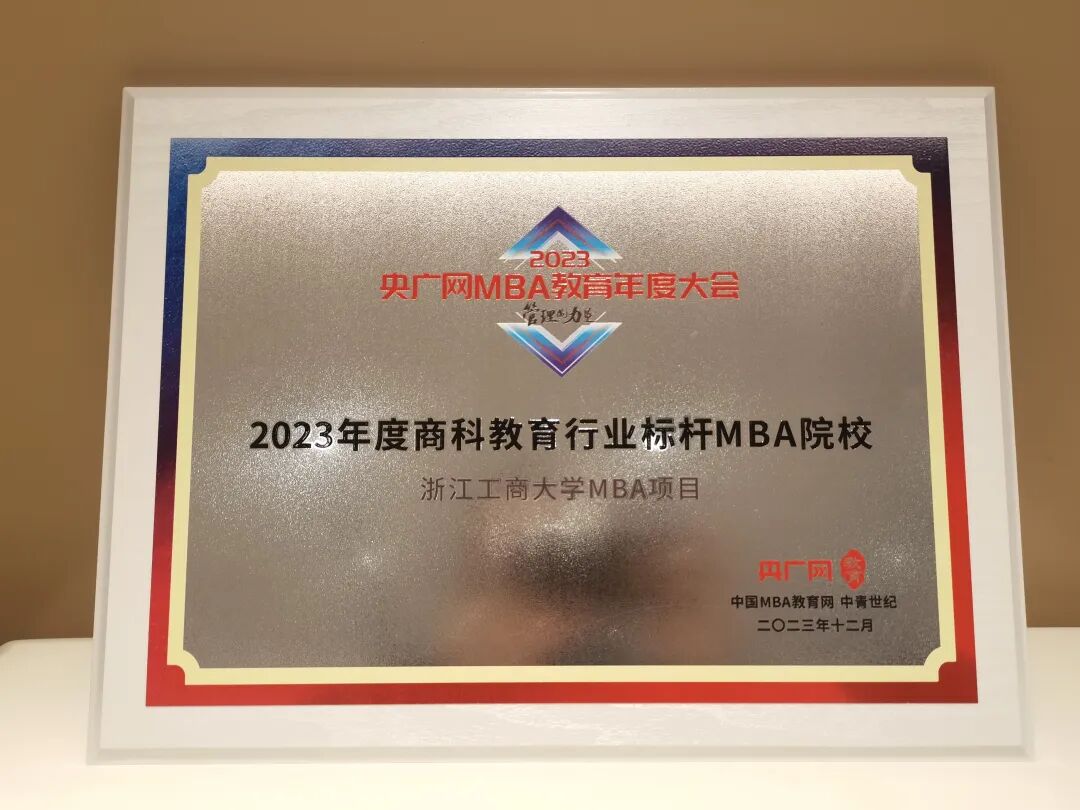 2023
央广网MBA教育年度大会
管理的力量
2023年度商科教育行业标杆MBA院校
浙江工商大学MBA项目
央广网 教育
中国MBA教育网 中青世纪
二〇二三年十二月